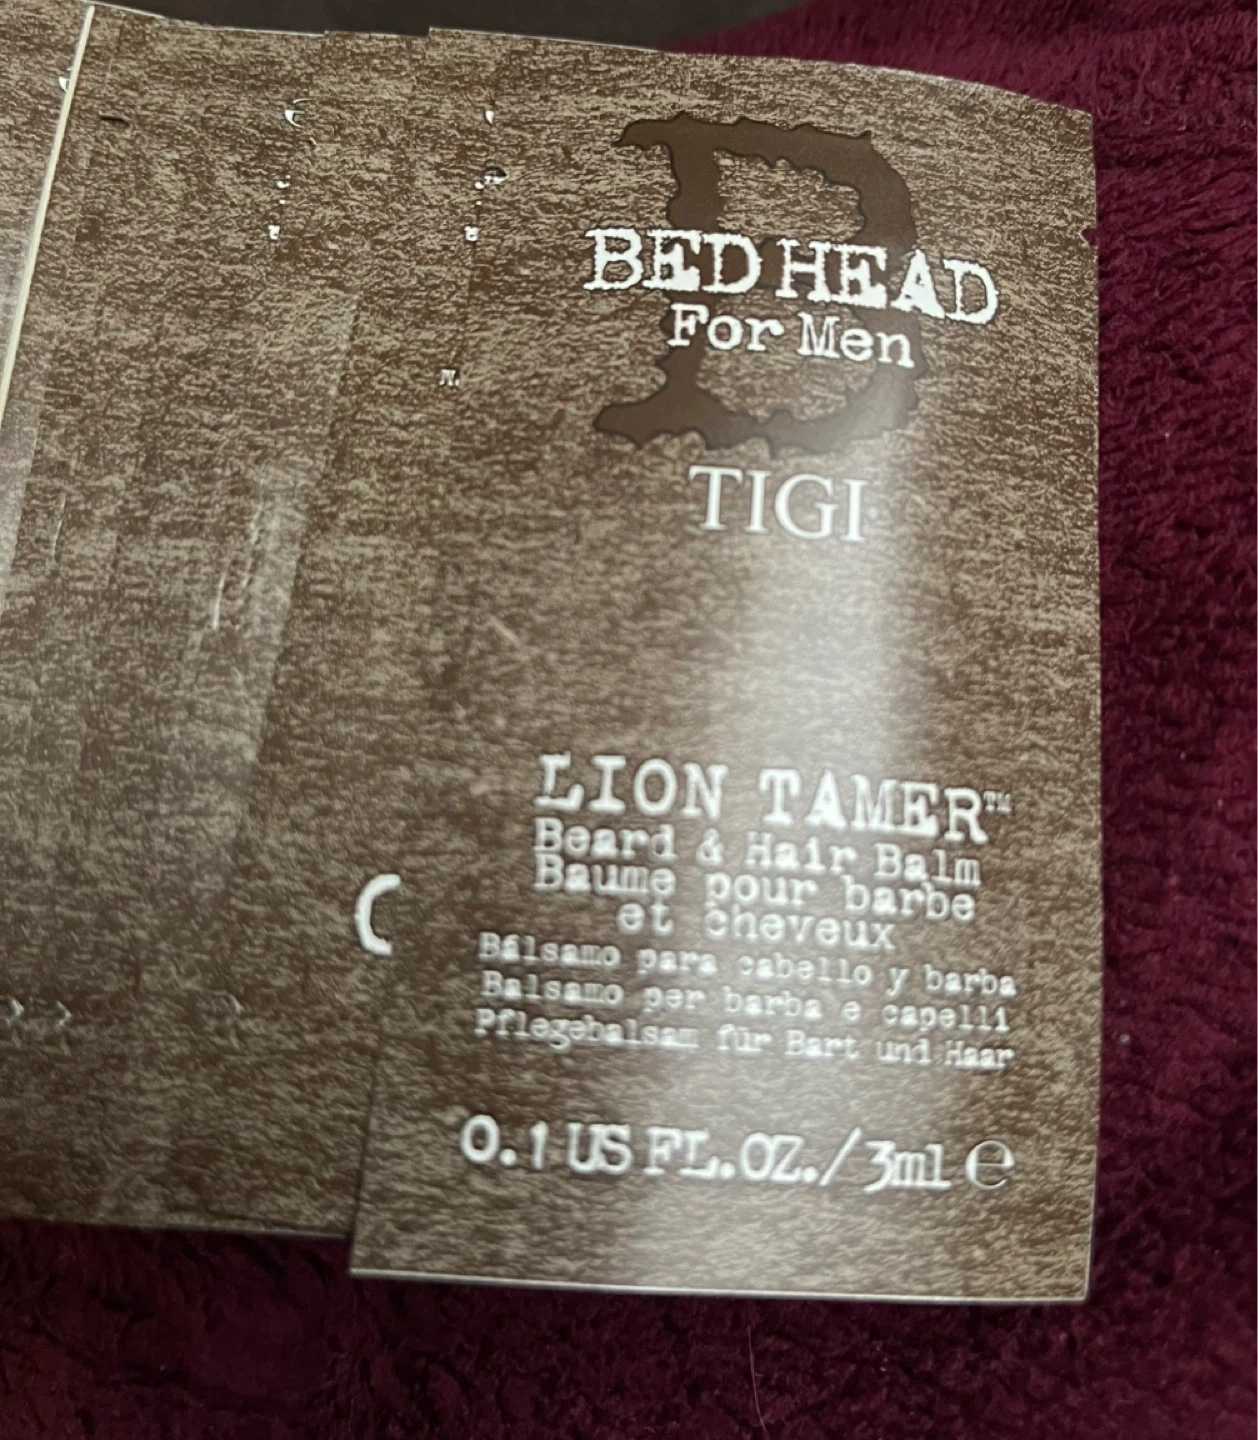 BED HEAD
For Men
TIGI
LION TAMER™
Beard & Hair Balm
Baume pour barbe
et cheveux
Bálsamo para cabello y barba
Balsamo per barba e capelli
Pflegebalsam für Bart und Haar
0.1 US FL.OZ./3ml ℮